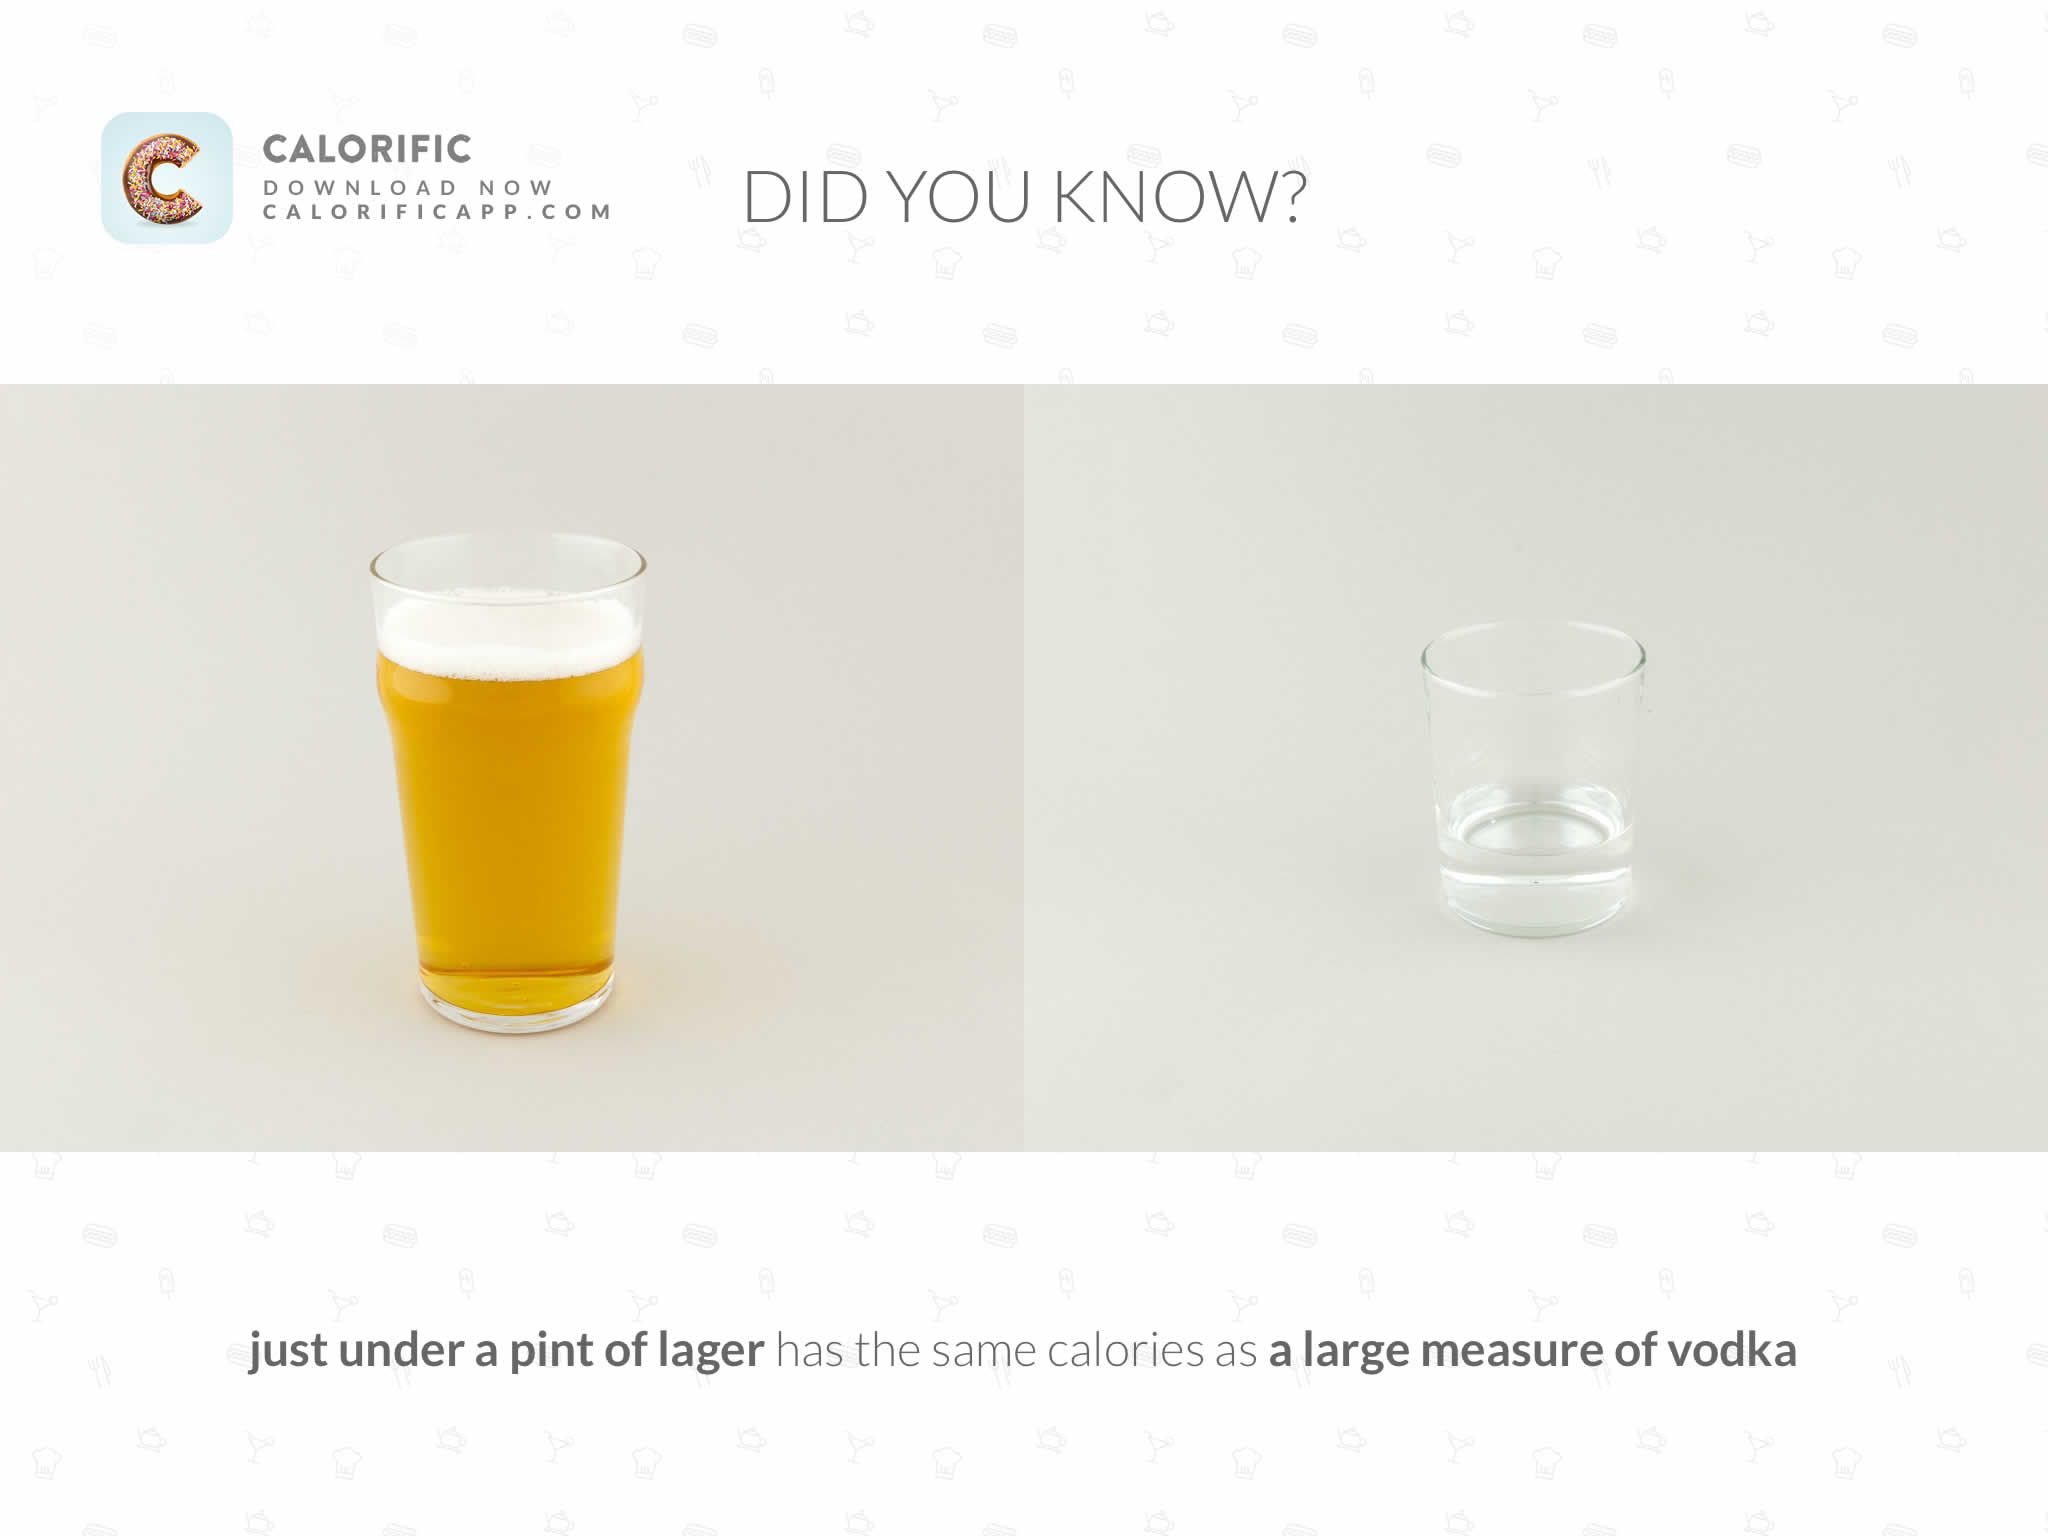 CALORIFIC
DOWNLOAD NOW
CALORIFICAPP.COM
DID YOU KNOW?
just under a pint of lager has the same calories as a large measure of vodka